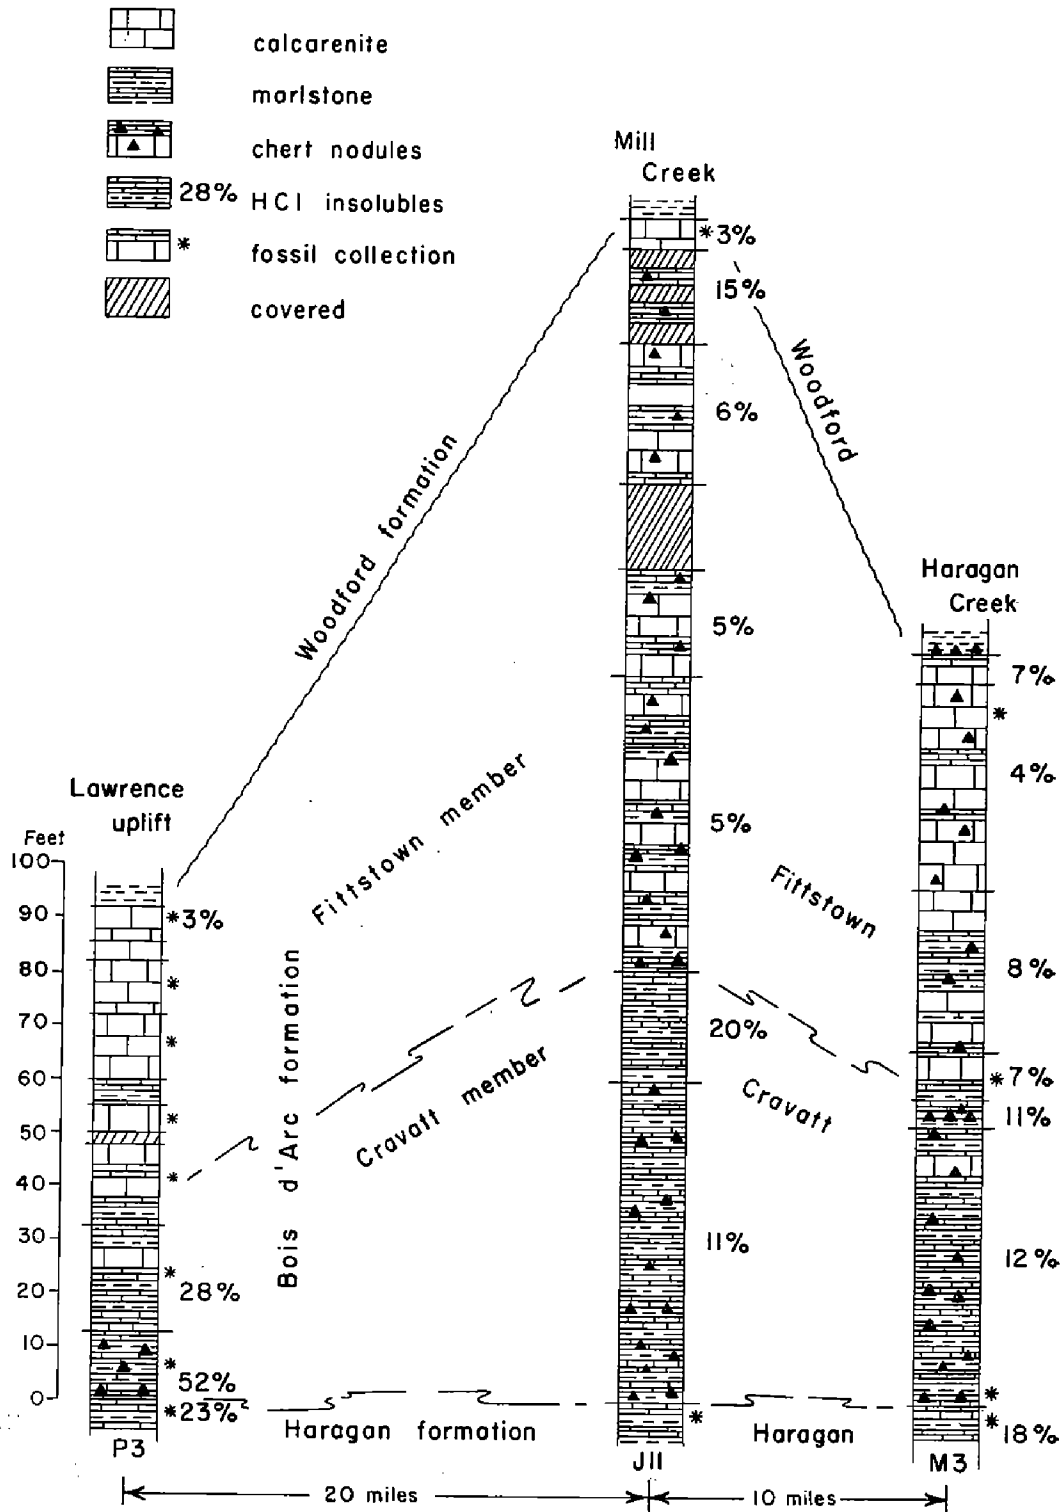 calcarenite
marlstone
chert nodules
28% HCl insolubles
* fossil collection
covered
Mill
Creek
*3%
15%
6%
5%
5%
20%
11%
*
J11
Woodford formation
Woodford
Haragan
Creek
7%
*
4%
8%
*7%
11%
12%
*
*
18%
M3
Lawrence
uplift
Feet
100
90
80
70
60
50
40
30
20
10
0
*3%
*
*
*
*
*
28%
*
52%
*23%
P3
Bois d'Arc formation
Fittstown member
Fittstown
Cravatt member
Cravatt
Haragan formation
Haragan
20 miles
10 miles